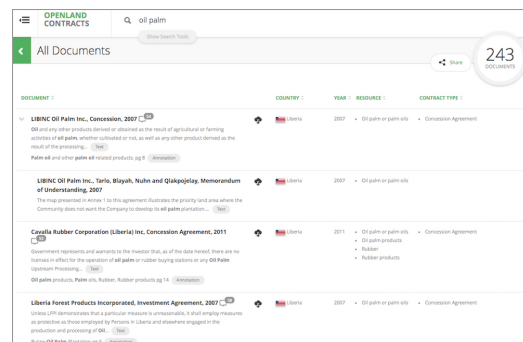 OPENLAND
CONTRACTS
oil palm
Show Search Tools
All Documents
Share
243
DOCUMENTS
DOCUMENT
COUNTRY
YEAR
RESOURCE
CONTRACT TYPE
LIBINC Oil Palm Inc., Concession, 2007
Liberia
2007
Oil palm or palm oils
Concession Agreement
Oil and any other products derived or obtained as the result of agricultural or farming
activities of oil palm, whether cultivated or not, as well as any other product derived as the
result of the processing... Text
Palm oil and other palm oil related products, pg 8 Annotation
LIBINC Oil Palm Inc., Tarlo, Blayah, Nuhn and Qlakpojelay, Memorandum
of Understanding, 2007
Liberia
2007
Oil palm or palm oils
The map presented in Annex 1 to this agreement illustrates the priority land area where the
Community does not want the Company to develop its oil palm plantation.... Text
Cavalla Rubber Corporation (Liberia) Inc, Concession Agreement, 2011
Liberia
2011
Oil palm or palm oils
Oil palm products
Rubber
Rubber products
Concession Agreement
Government represents and warrants to the Investor that, as of the date hereof, there are no
licenses in effect for the operation of oil palm or rubber buying stations or any Oil Palm
Upstream Processing... Text
Oil palm products, Palm oils, Rubber, Rubber products pg 14 Annotation
Liberia Forest Products Incorporated, Investment Agreement, 2007
Liberia
2007
Oil palm or palm oils
Concession Agreement
Unless LFPI demonstrates that a particular measure is unreasonable, it shall employ measures
as protective as those employed by Persons in Liberia and elsewhere engaged in the
production and processing of Oil... Text